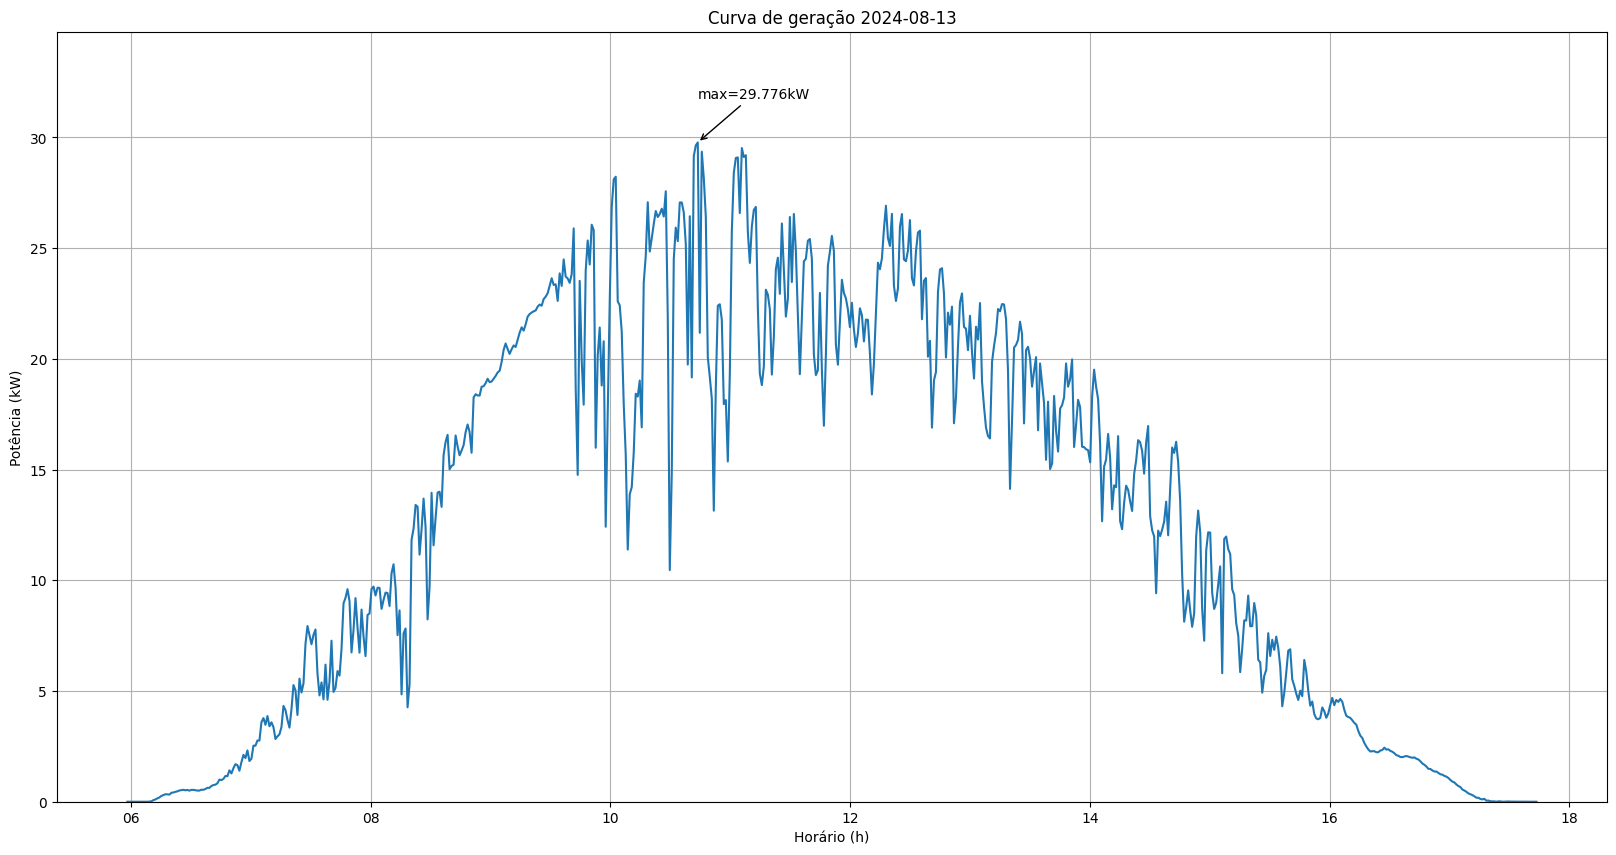 Curva de geração 2024-08-13
max=29.776kW
30
25
20
15
10
5
0
Potência (kW)
06 08 10 12 14 16 18
Horário (h)